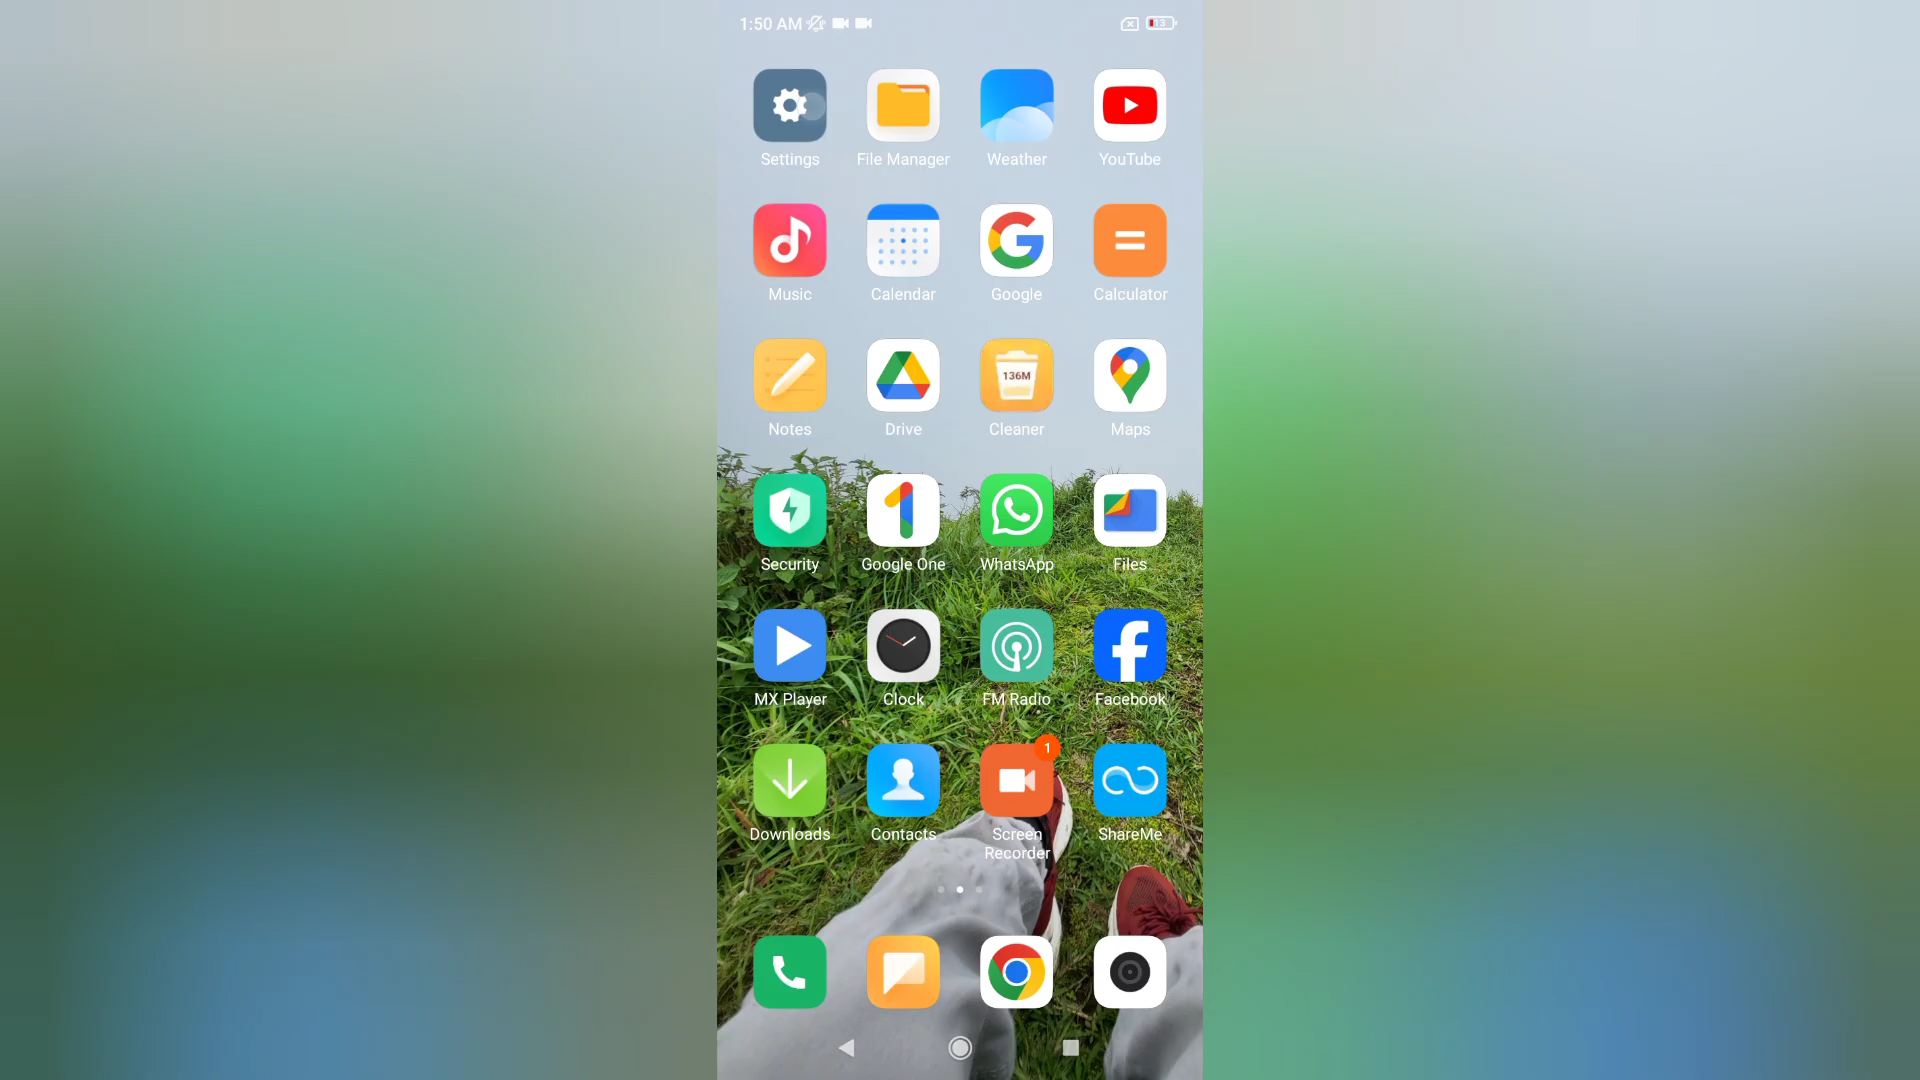 1:50 AM
13
Settings
File Manager
Weather
YouTube
Music
Calendar
Google
Calculator
136M
Notes
Drive
Cleaner
Maps
Security
Google One
WhatsApp
Files
MX Player
Clock
FM Radio
Facebook
1
Downloads
Contacts
Screen
Recorder
ShareMe